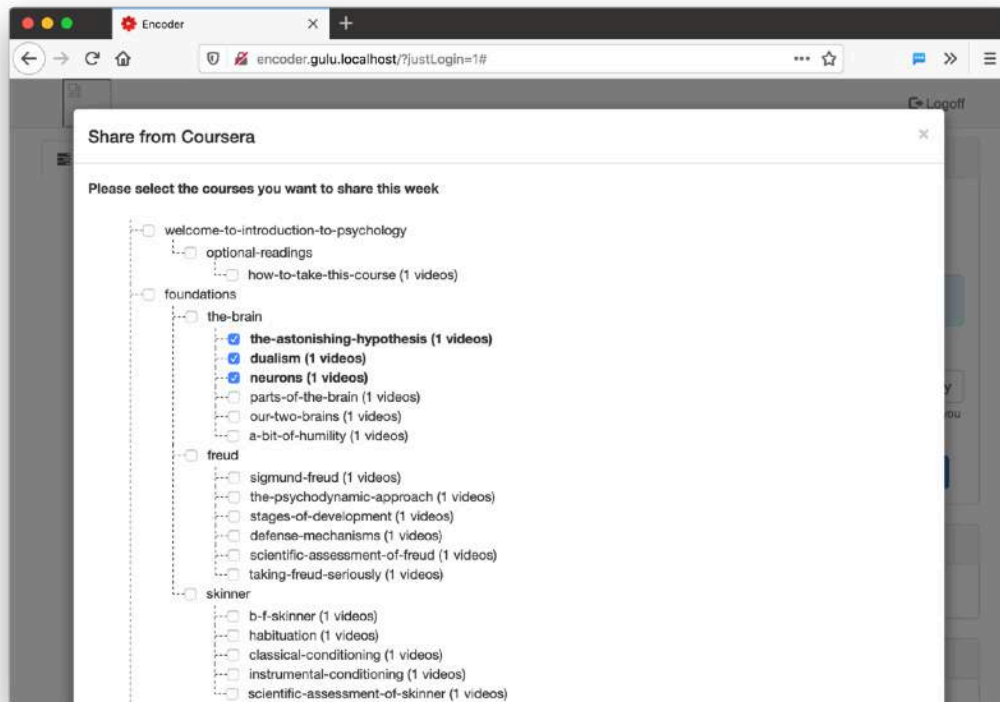 Encoder
encoder.gulu.localhost/?justLogin=1#
Logoff
Share from Coursera
Please select the courses you want to share this week
welcome-to-introduction-to-psychology
optional-readings
how-to-take-this-course (1 videos)
foundations
the-brain
the-astonishing-hypothesis (1 videos)
dualism (1 videos)
neurons (1 videos)
parts-of-the-brain (1 videos)
our-two-brains (1 videos)
a-bit-of-humility (1 videos)
freud
sigmund-freud (1 videos)
the-psychodynamic-approach (1 videos)
stages-of-development (1 videos)
defense-mechanisms (1 videos)
scientific-assessment-of-freud (1 videos)
taking-freud-seriously (1 videos)
skinner
b-f-skinner (1 videos)
habituation (1 videos)
classical-conditioning (1 videos)
instrumental-conditioning (1 videos)
scientific-assessment-of-skinner (1 videos)